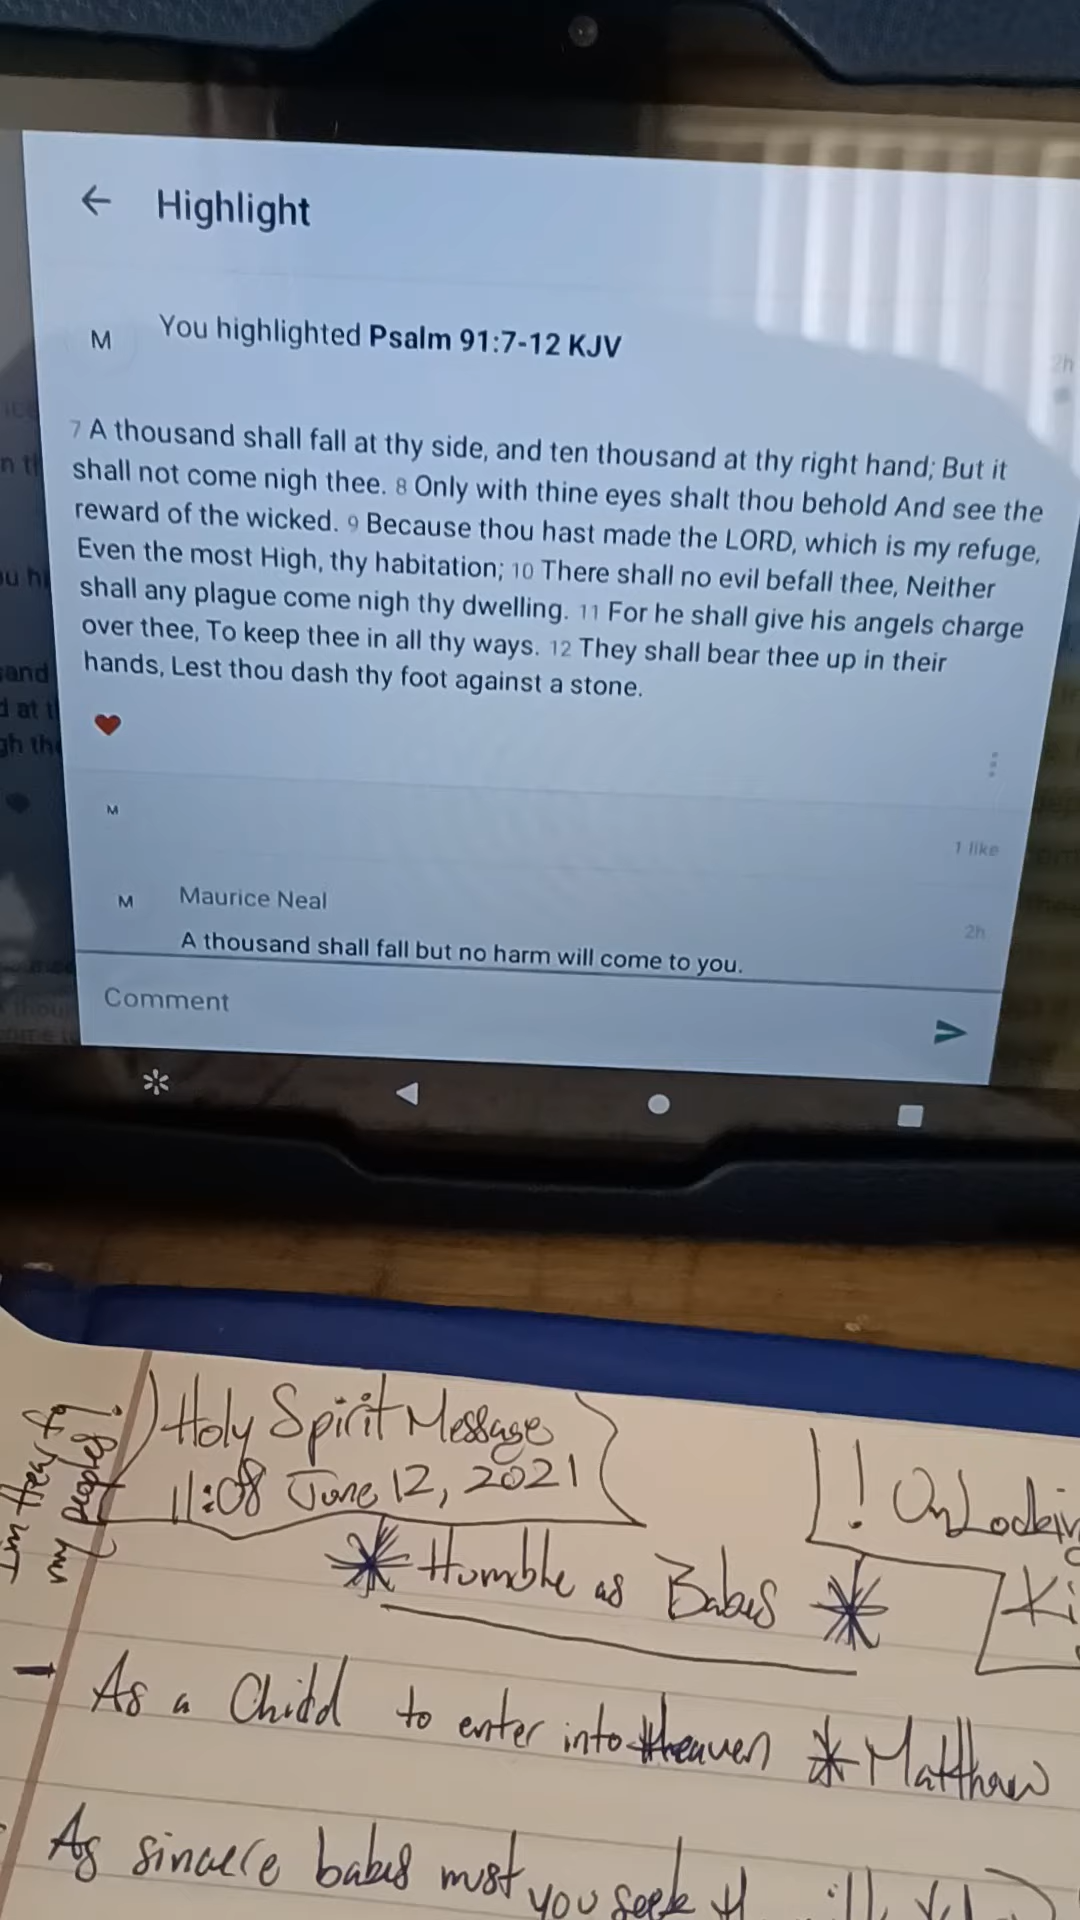 ← Highlight
M You highlighted Psalm 91:7-12 KJV
2h
7 A thousand shall fall at thy side, and ten thousand at thy right hand; But it
shall not come nigh thee. 8 Only with thine eyes shalt thou behold And see the
reward of the wicked. 9 Because thou hast made the LORD, which is my refuge,
Even the most High, thy habitation; 10 There shall no evil befall thee, Neither
shall any plague come nigh thy dwelling. 11 For he shall give his angels charge
over thee, To keep thee in all thy ways. 12 They shall bear thee up in their
hands, Lest thou dash thy foot against a stone.
M
1 like
M Maurice Neal
2h
A thousand shall fall but no harm will come to you.
Comment
my people!
Holy Spirit Message
11:08 June 12, 2021
! OnLookin
Ki
* Humble as Babes *
- As a Child to enter into Heaven * Matthew
As sincere babes must you seek